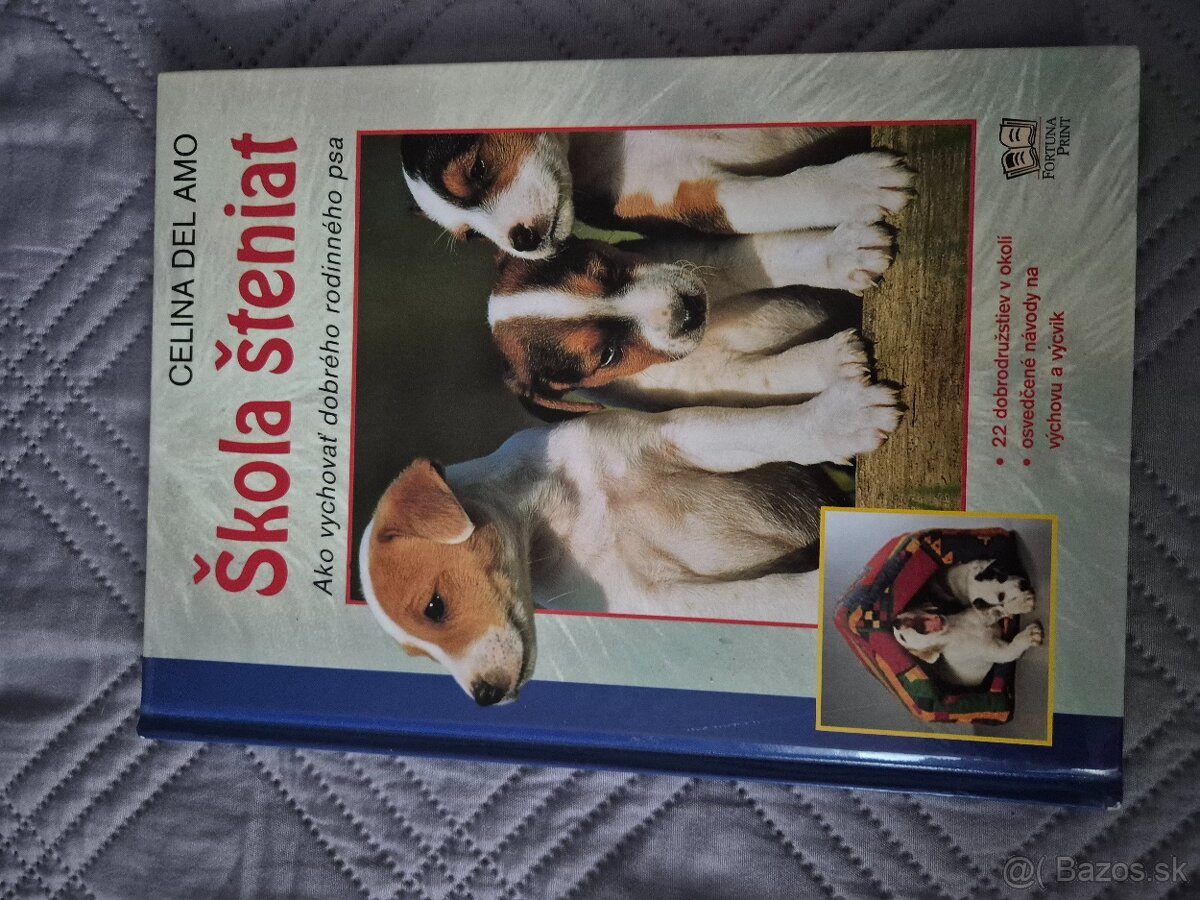 CELINA DEL AMO
Škola šteniat
Ako vychovať dobrého rodinného psa
• 22 dobrodružstiev v okolí
• osvedčené návody na
výchovu a výcvik
FORTUNA
PRINT
@( Bazos.sk